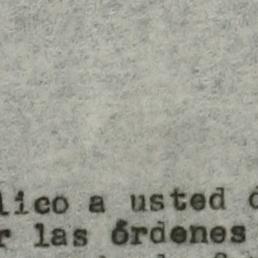 lico a usted d
r las órdenes